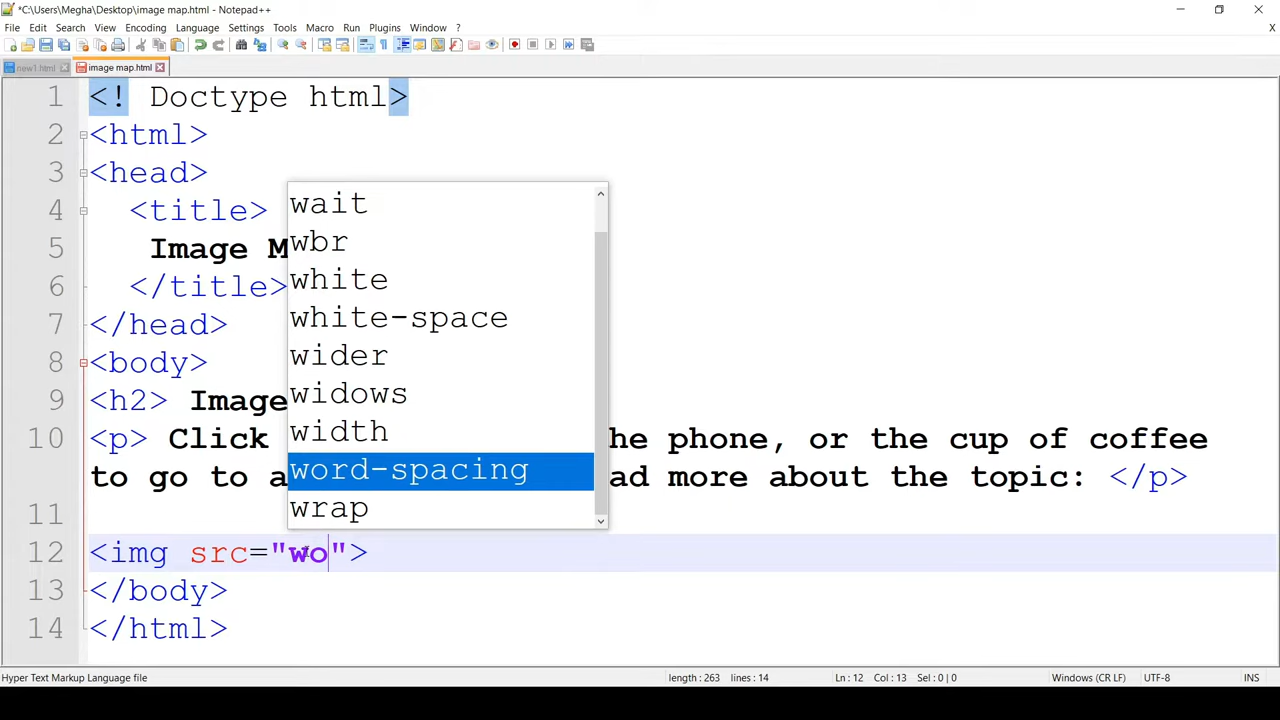 *C:\Users\Megha\Desktop\image map.html - Notepad++
File Edit Search View Encoding Language Settings Tools Macro Run Plugins Window ?
X
new1.html image map.html
1 <! Doctype html>
2 <html>
3 <head>
4 <title>
5 Image M
6 </title>
7 </head>
8 <body>
9 <h2> Image
10 <p> Click he phone, or the cup of coffee
to go to a ad more about the topic: </p>
11
12 <img src="wo">
13 </body>
14 </html>
wait
wbr
white
white-space
wider
widows
width
word-spacing
wrap
Hyper Text Markup Language file length : 263 lines : 14 Ln : 12 Col : 13 Sel : 0 | 0 Windows (CR LF) UTF-8 INS